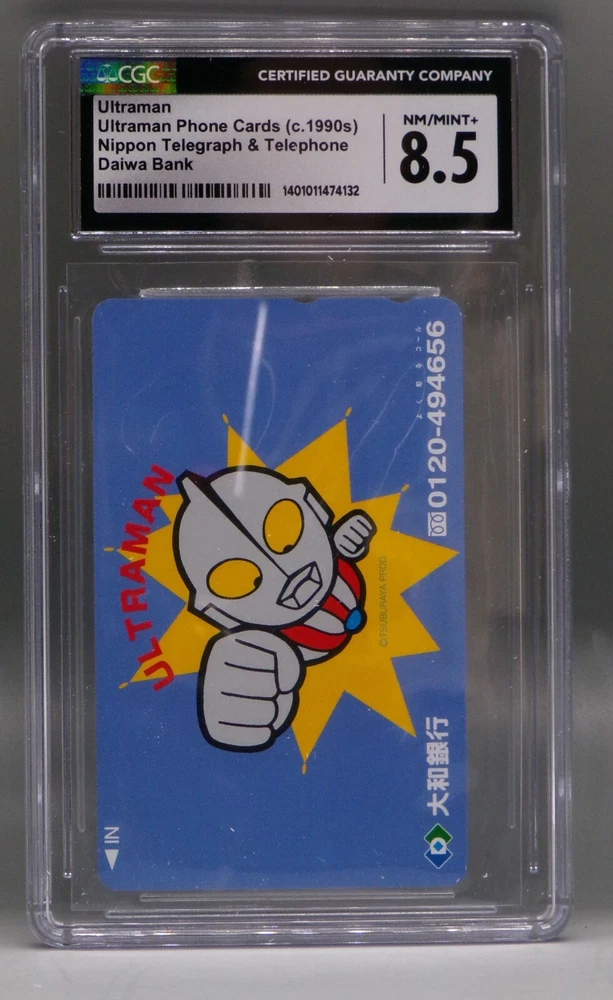 CGC
CERTIFIED GUARANTY COMPANY
Ultraman
Ultraman Phone Cards (c.1990s)
Nippon Telegraph & Telephone
Daiwa Bank
NM/MINT+
8.5
1401011474132
ULTRAMAN
©TSUBURAYA PROD.
0120-494656
大和銀行
◀IN